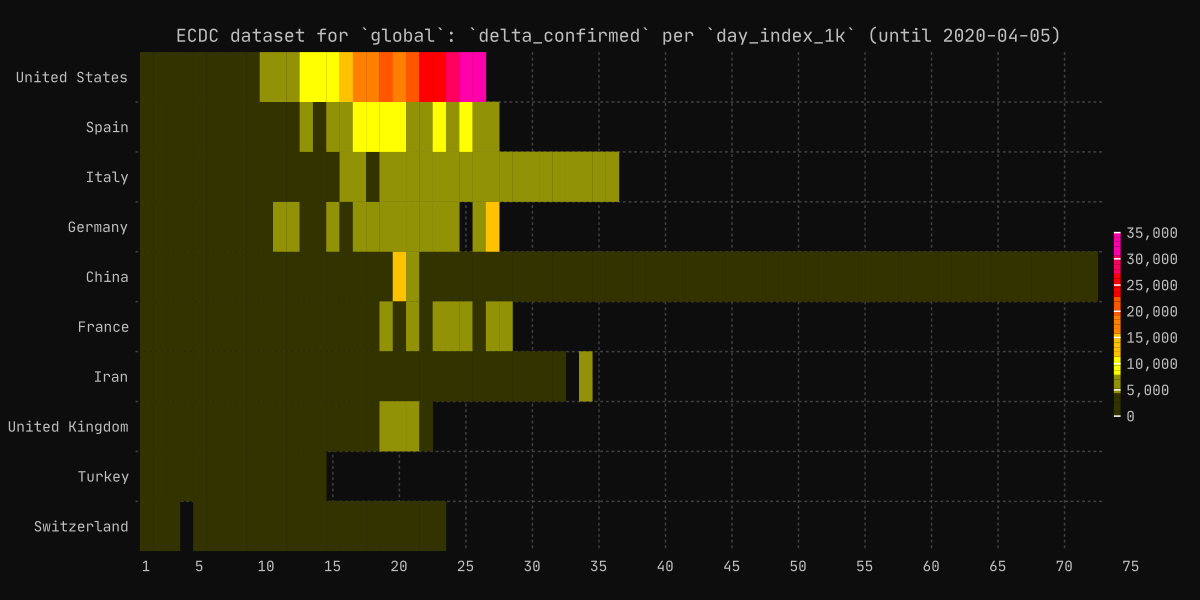 ECDC dataset for `global`: `delta_confirmed` per `day_index_1k` (until 2020-04-05)
United States
Spain
Italy
Germany
China
France
Iran
United Kingdom
Turkey
Switzerland
1 5 10 15 20 25 30 35 40 45 50 55 60 65 70 75
35,000
30,000
25,000
20,000
15,000
10,000
5,000
0